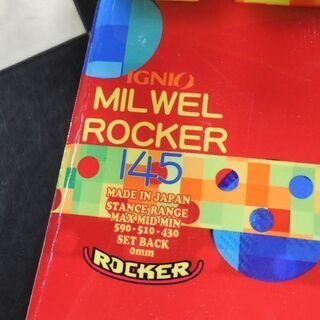 IGNIO
MILWEL
ROCKER
145
MADE IN JAPAN
STANCE RANGE
MAX·MID·MIN
590-510-430
SET BACK
0mm
ROCKER